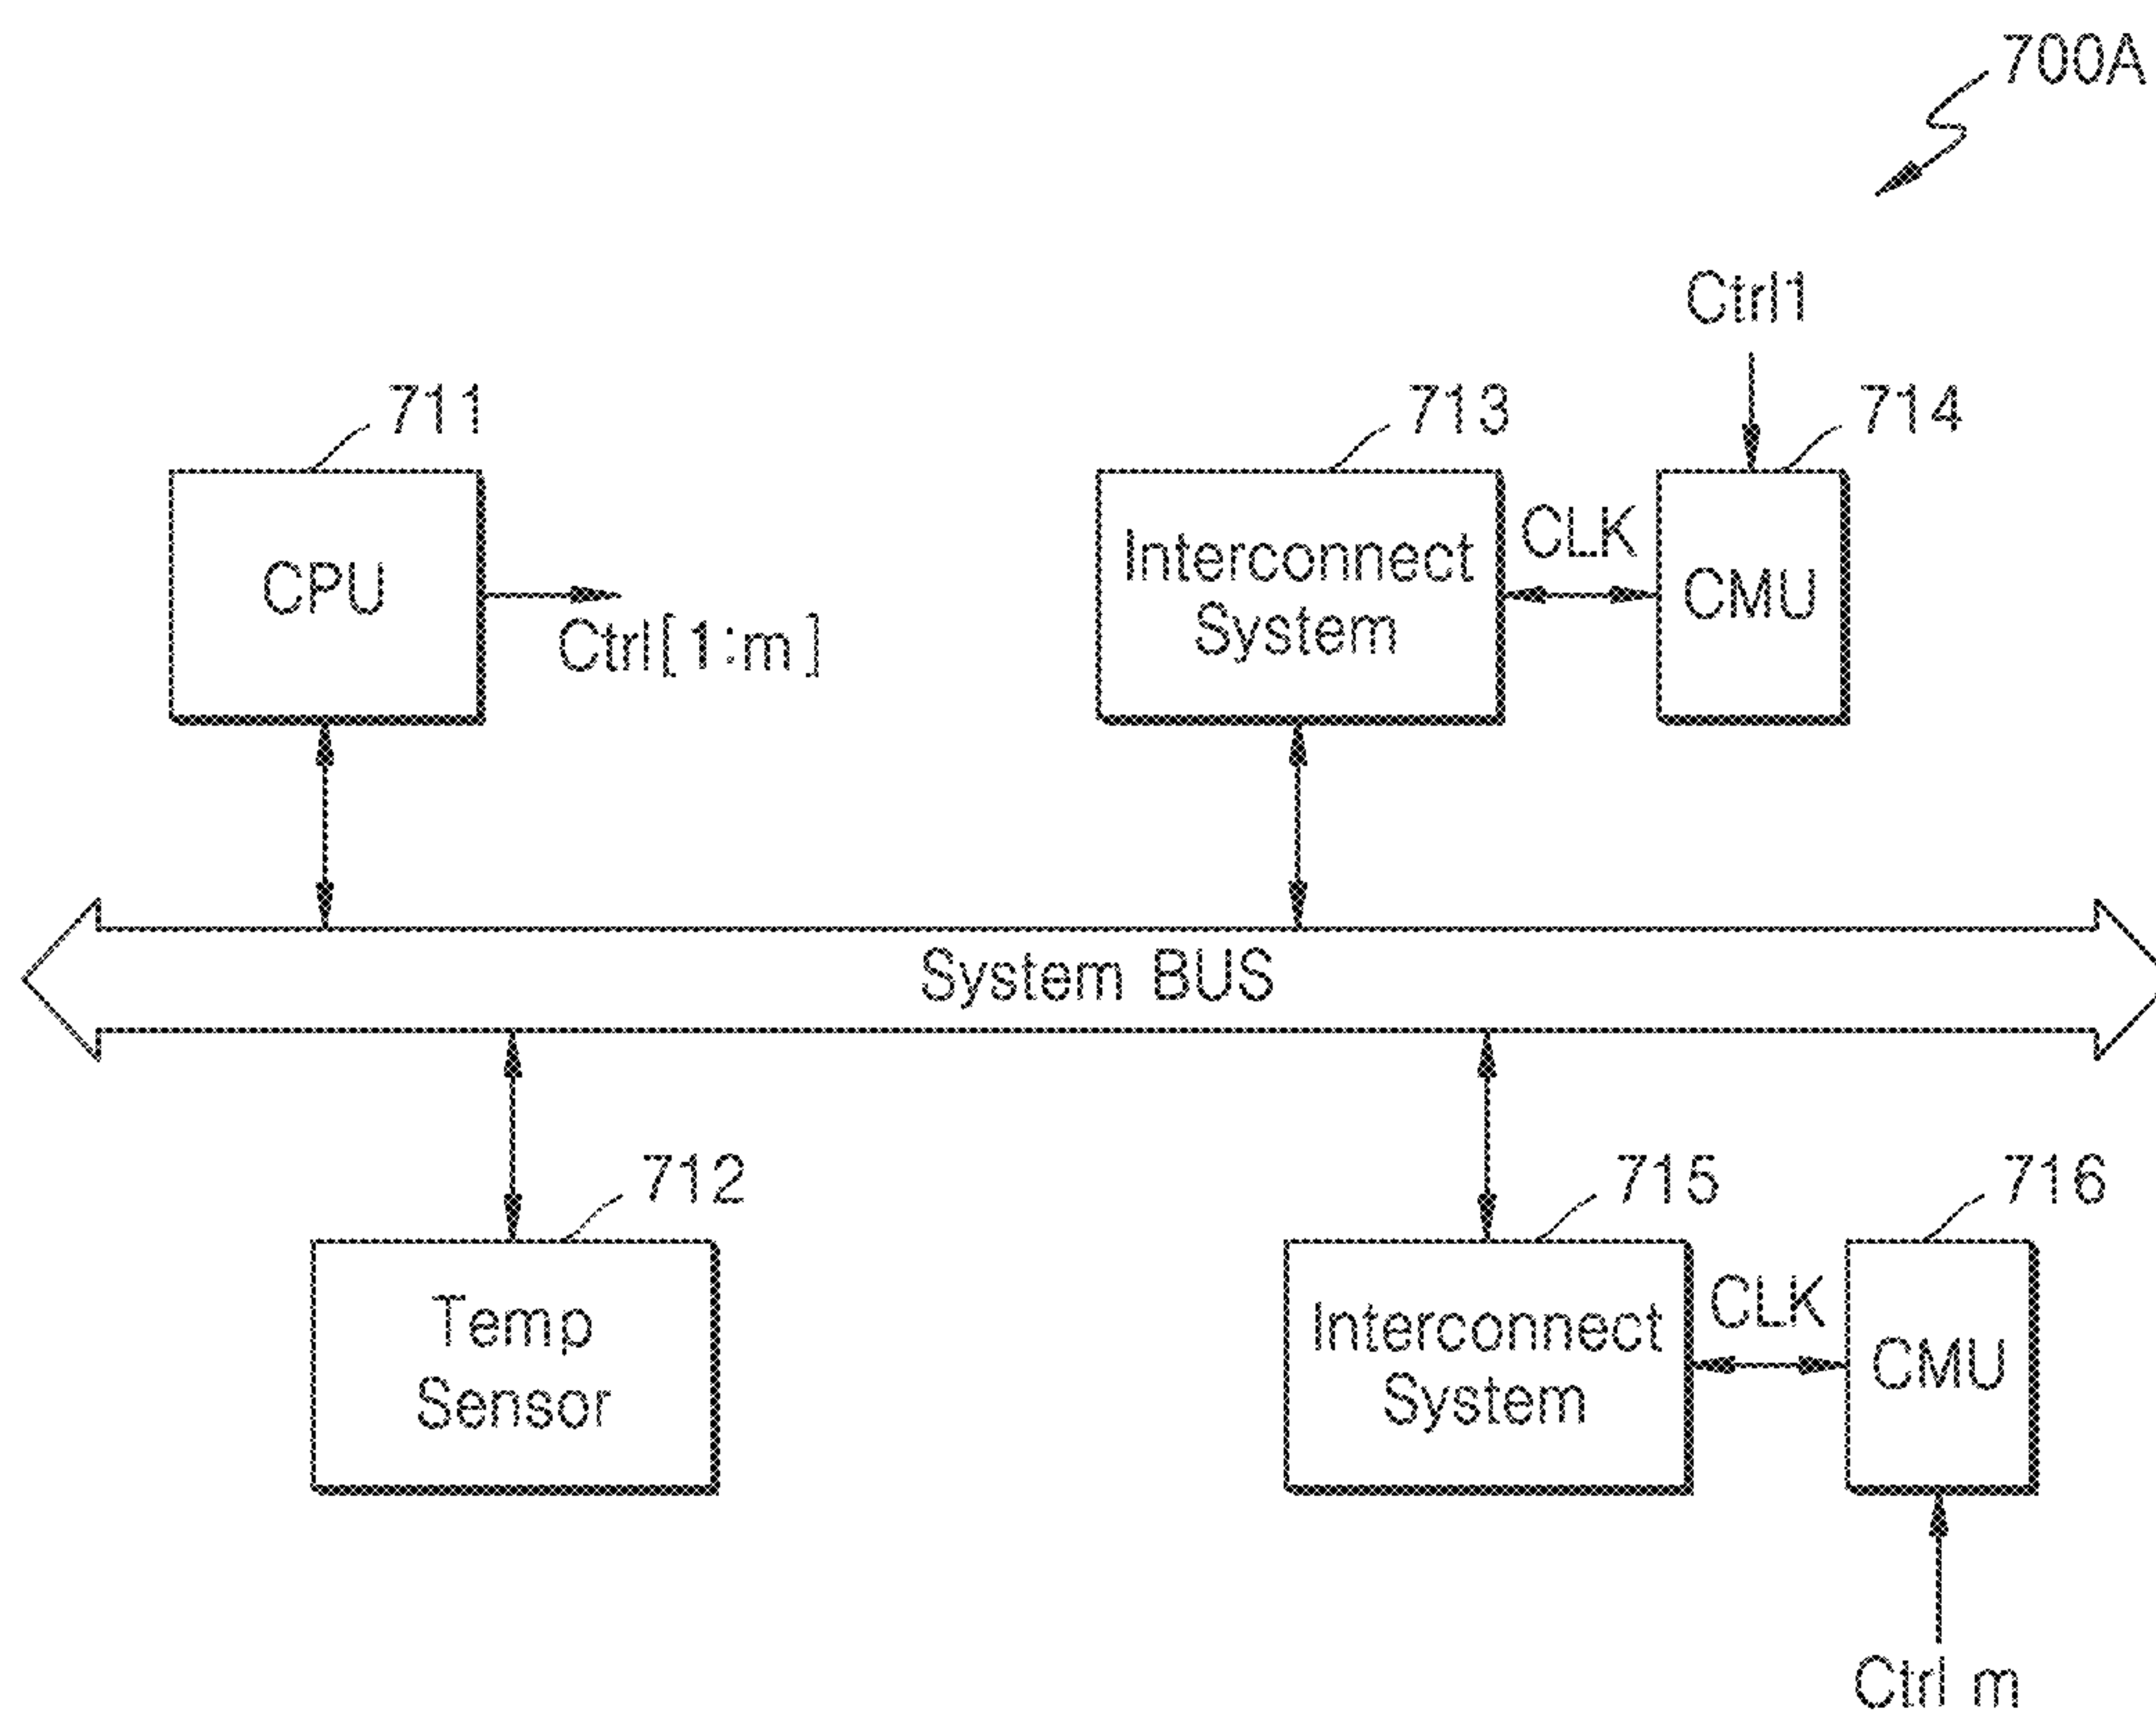 700A
Ctrl1
711
713
714
CPU
Ctrl[1:m]
Interconnect
System
CLK
CMU
System BUS
712
715
716
Temp
Sensor
Interconnect
System
CLK
CMU
Ctrl m